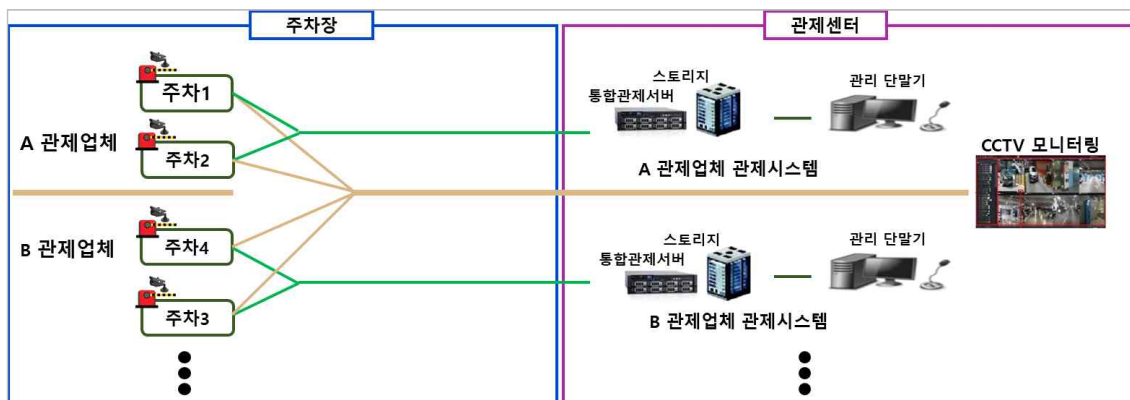 주차장
관제센터
A 관제업체
주차1
주차2
스토리지
통합관제서버
관리 단말기
A 관제업체 관제시스템
CCTV 모니터링
B 관제업체
주차4
주차3
스토리지
통합관제서버
관리 단말기
B 관제업체 관제시스템